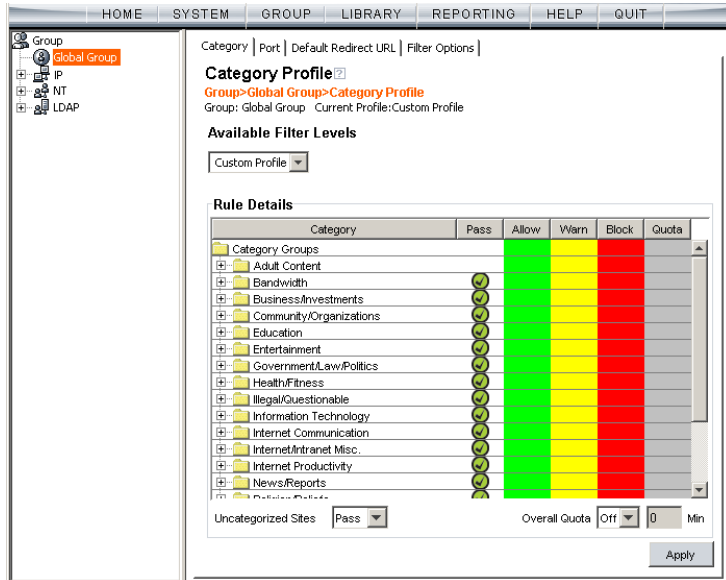 HOME SYSTEM GROUP LIBRARY REPORTING HELP QUIT
Group
Global Group
IP
NT
LDAP
Category Port Default Redirect URL Filter Options
Category Profile
Group>Global Group>Category Profile
Group: Global Group Current Profile:Custom Profile
Available Filter Levels
Custom Profile
Rule Details
Category Pass Allow Warn Block Quota
Category Groups
Adult Content
Bandwidth
Business/Investments
Community/Organizations
Education
Entertainment
Government/Law/Politics
Health/Fitness
Illegal/Questionable
Information Technology
Internet Communication
Internet/Intranet Misc.
Internet Productivity
News/Reports
Uncategorized Sites Pass Overall Quota Off 0 Min
Apply